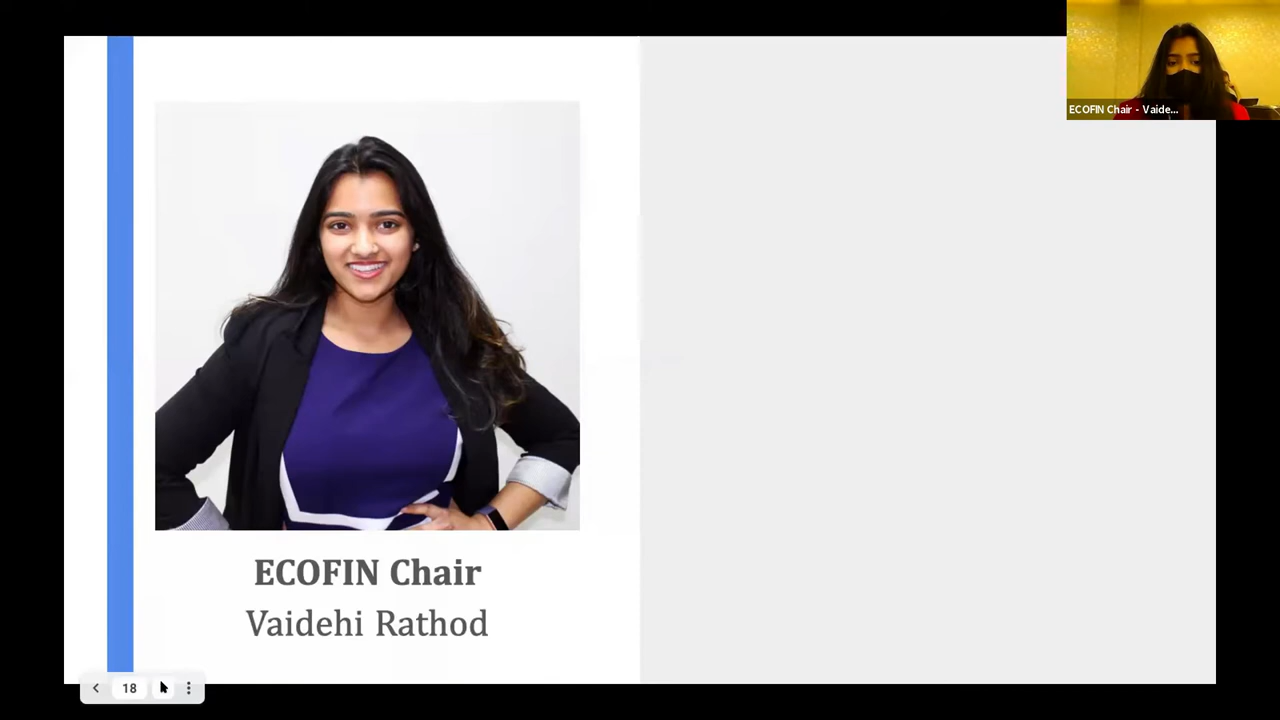 ECOFIN Chair - Vaide...
ECOFIN Chair
Vaidehi Rathod
18